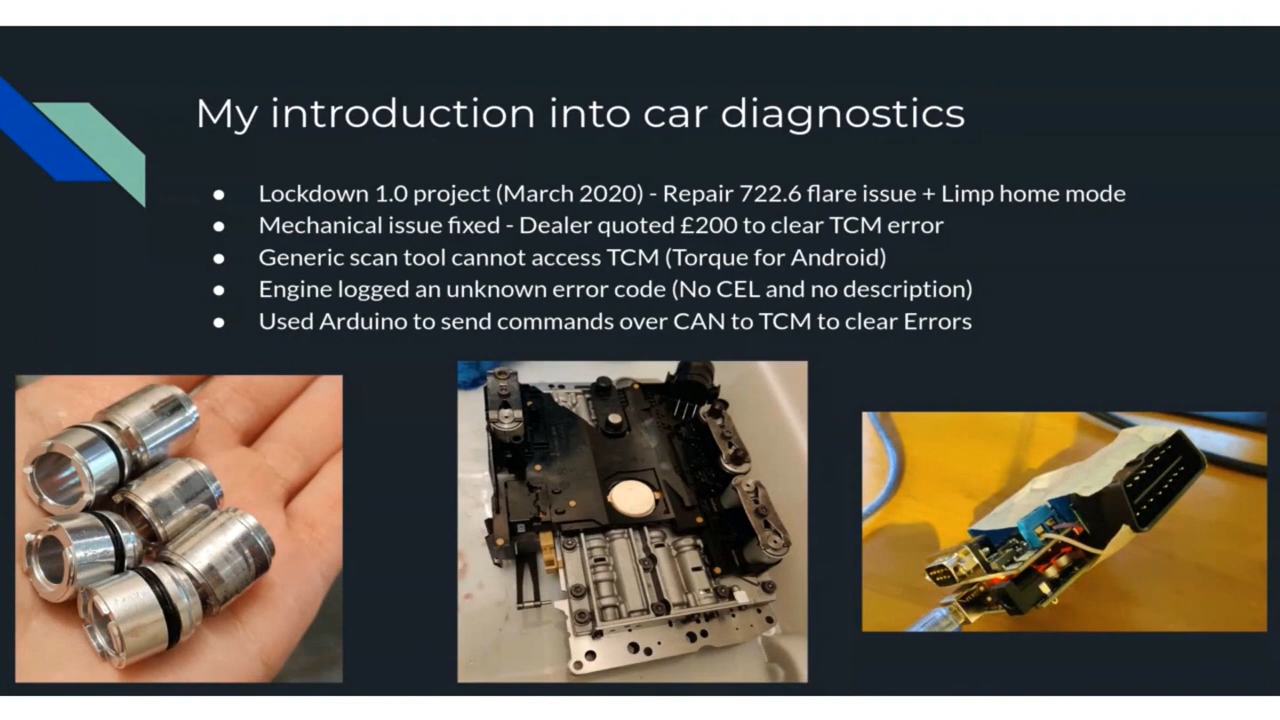 My introduction into car diagnostics
● Lockdown 1.0 project (March 2020) - Repair 722.6 flare issue + Limp home mode
● Mechanical issue fixed - Dealer quoted £200 to clear TCM error
● Generic scan tool cannot access TCM (Torque for Android)
● Engine logged an unknown error code (No CEL and no description)
● Used Arduino to send commands over CAN to TCM to clear Errors